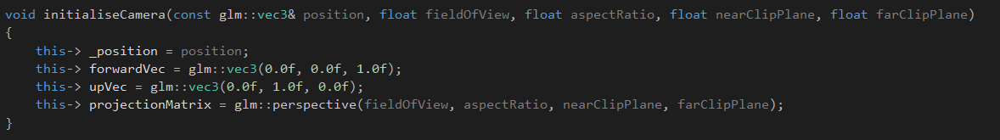 void initialiseCamera(const glm::vec3& position, float fieldOfView, float aspectRatio, float nearClipPlane, float farClipPlane)
{
    this-> _position = position;
    this-> forwardVec = glm::vec3(0.0f, 0.0f, 1.0f);
    this-> upVec = glm::vec3(0.0f, 1.0f, 0.0f);
    this-> projectionMatrix = glm::perspective(fieldOfView, aspectRatio, nearClipPlane, farClipPlane);
}